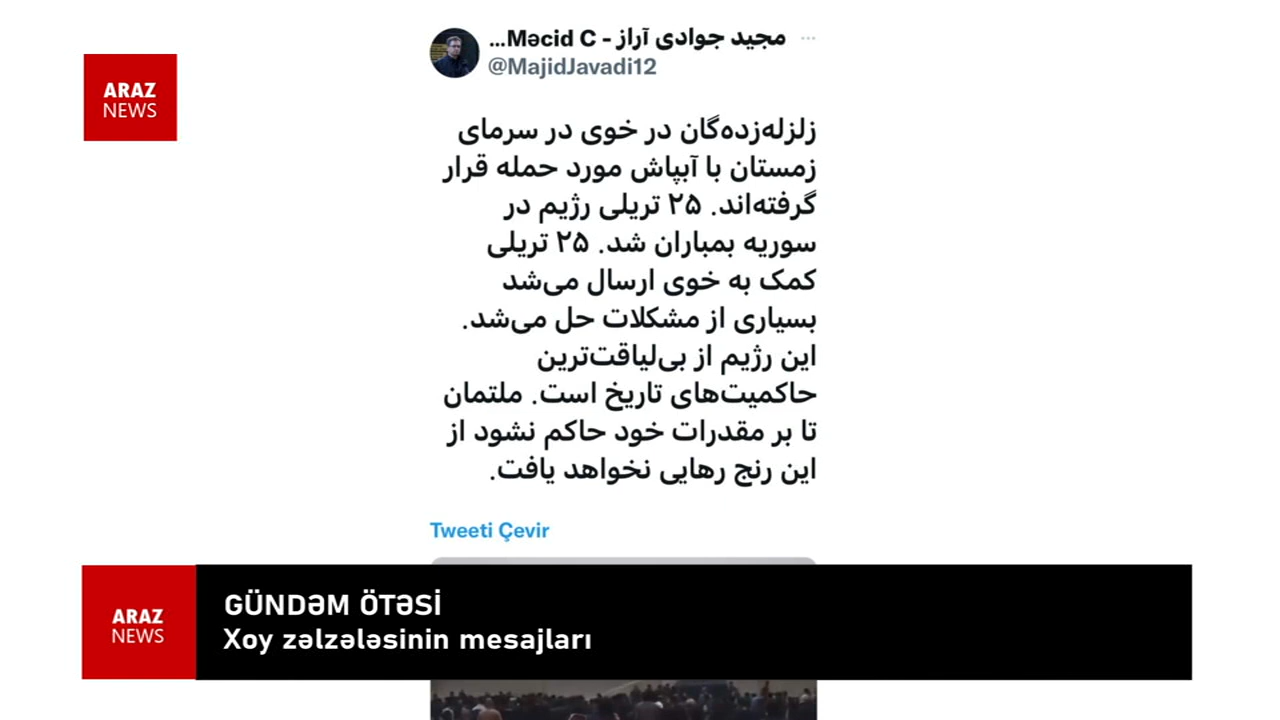 مجید جوادی آراز - Məcid C...
@MajidJavadi12
ARAZ
NEWS
زلزله‌زده‌گان در خوی در سرمای
زمستان با آبپاش مورد حمله قرار
گرفته‌اند. ۲۵ تریلی رژیم در
سوریه بمباران شد. ۲۵ تریلی
کمک به خوی ارسال می‌شد
بسیاری از مشکلات حل می‌شد.
این رژیم از بی‌لیاقت‌ترین
حاکمیت‌های تاریخ است. ملتمان
تا بر مقدرات خود حاکم نشود از
این رنج رهایی نخواهد یافت.
Tweeti Çevir
ARAZ
NEWS
GÜNDƏM ÖTƏSİ
Xoy zəlzələsinin mesajları